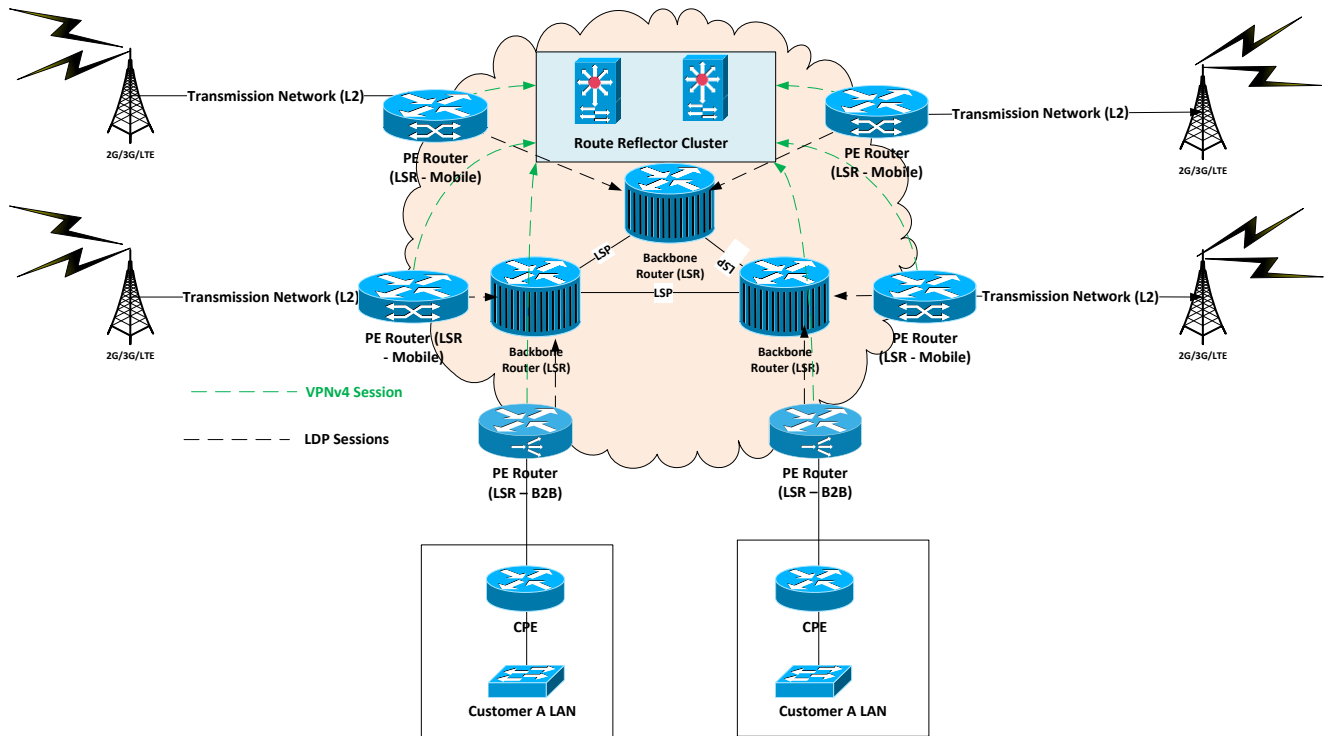 Transmission Network (L2)
2G/3G/LTE
PE Router
(LSR - Mobile)
Route Reflector Cluster
PE Router
(LSR - Mobile)
Transmission Network (L2)
2G/3G/LTE
Backbone
Router (LSR)
LSP
LSP
LSP
Transmission Network (L2)
2G/3G/LTE
PE Router (LSR
- Mobile)
Backbone
Router (LSR)
Backbone
Router (LSR)
PE Router
(LSR - Mobile)
Transmission Network (L2)
2G/3G/LTE
VPNv4 Session
LDP Sessions
PE Router
(LSR – B2B)
PE Router
(LSR – B2B)
CPE
Customer A LAN
CPE
Customer A LAN